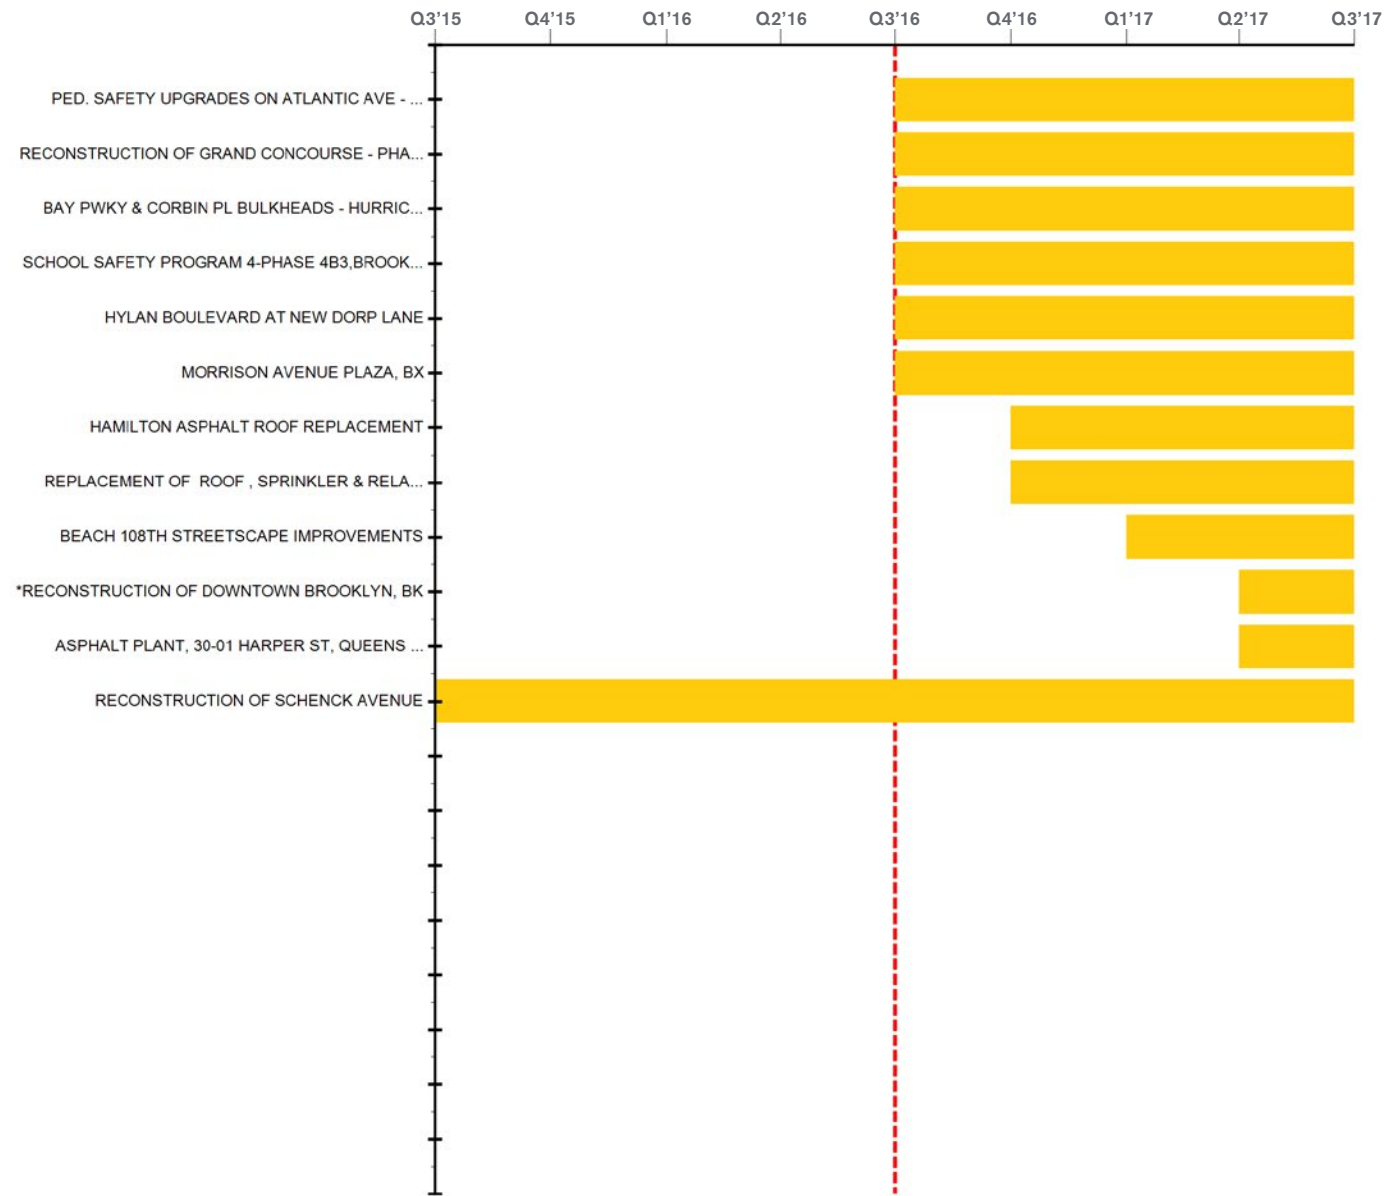 Q3’15 Q4’15 Q1’16 Q2’16 Q3’16 Q4’16 Q1’17 Q2’17 Q3’17
PED. SAFETY UPGRADES ON ATLANTIC AVE - ...
RECONSTRUCTION OF GRAND CONCOURSE - PHA...
BAY PWKY & CORBIN PL BULKHEADS - HURRIC...
SCHOOL SAFETY PROGRAM 4-PHASE 4B3,BROOK...
HYLAN BOULEVARD AT NEW DORP LANE
MORRISON AVENUE PLAZA, BX
HAMILTON ASPHALT ROOF REPLACEMENT
REPLACEMENT OF ROOF , SPRINKLER & RELA...
BEACH 108TH STREETSCAPE IMPROVEMENTS
*RECONSTRUCTION OF DOWNTOWN BROOKLYN, BK
ASPHALT PLANT, 30-01 HARPER ST, QUEENS ...
RECONSTRUCTION OF SCHENCK AVENUE